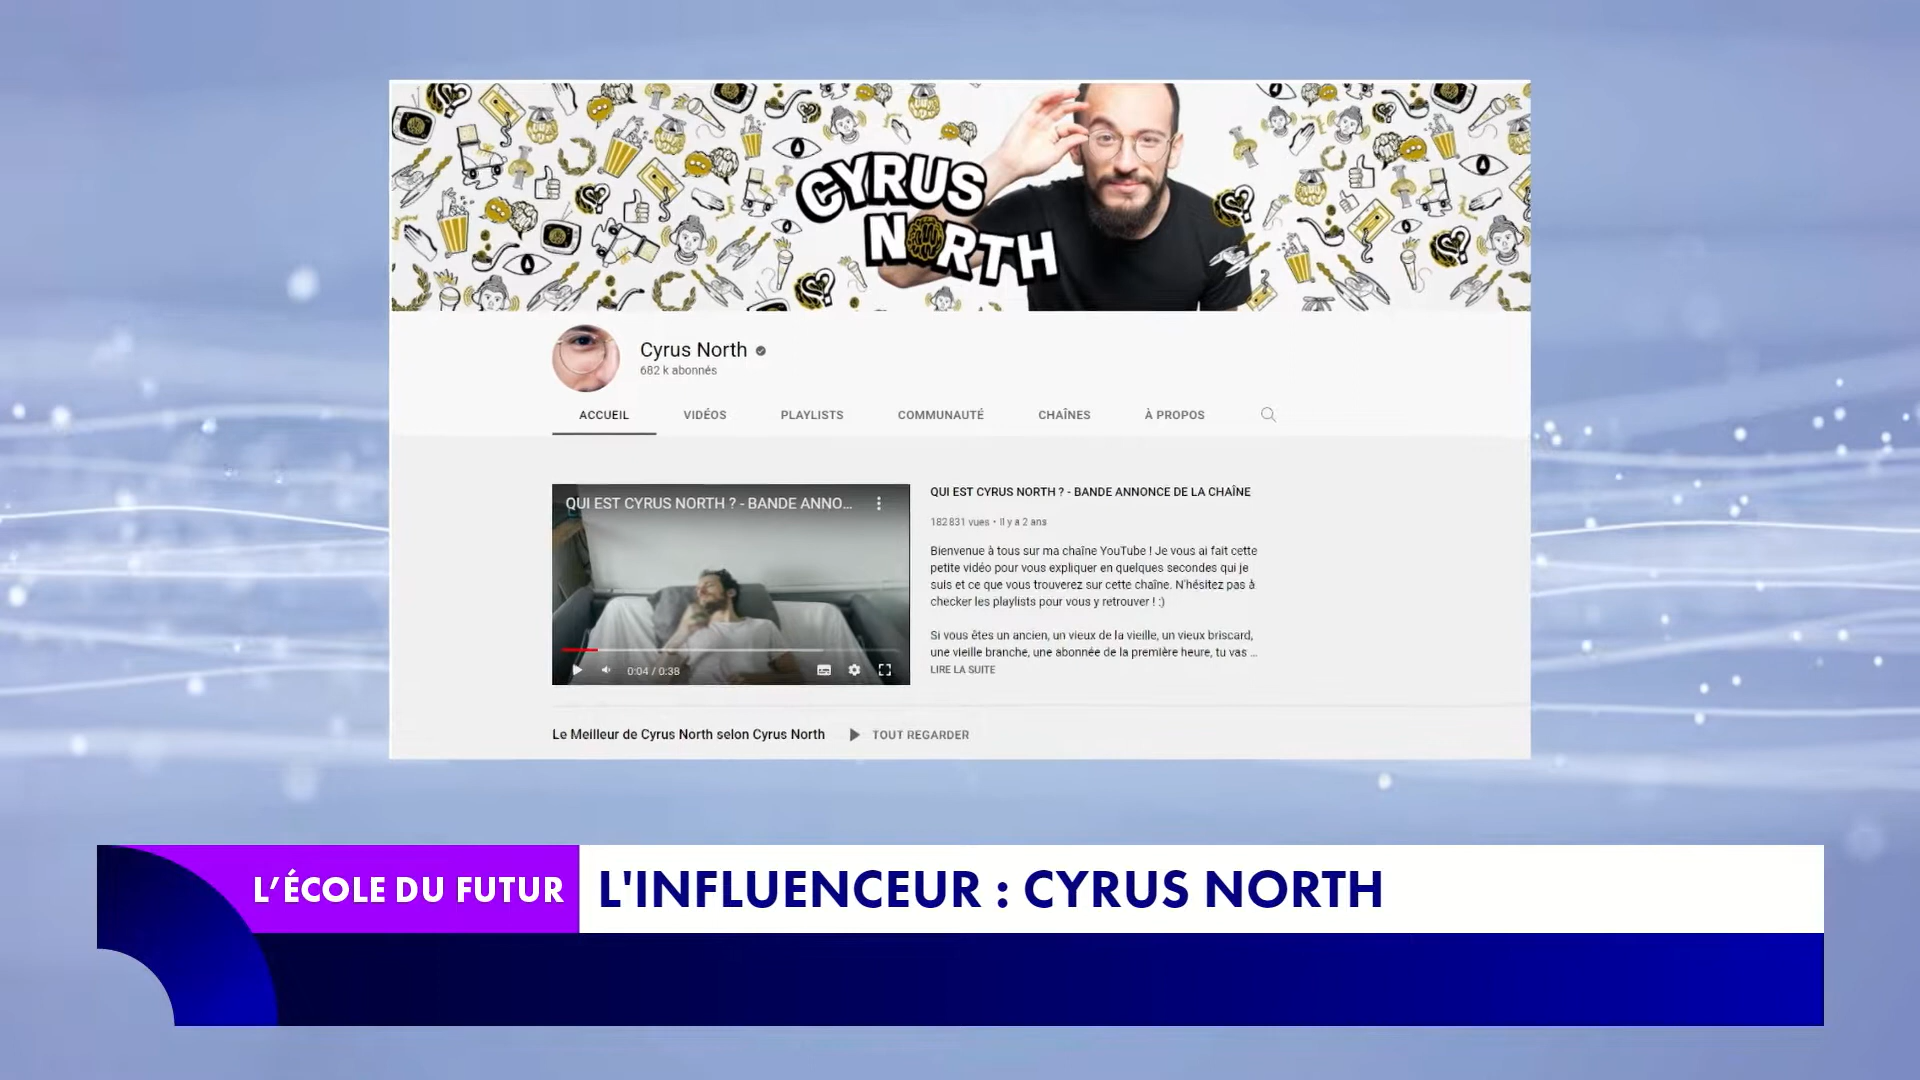 CYRUS
NORTH
Cyrus North
682 k abonnés
ACCUEIL VIDÉOS PLAYLISTS COMMUNAUTÉ CHAÎNES À PROPOS
QUI EST CYRUS NORTH ? - BANDE ANNO...
0:04 / 0:38
QUI EST CYRUS NORTH ? - BANDE ANNONCE DE LA CHAÎNE
182 831 vues • Il y a 2 ans
Bienvenue à tous sur ma chaîne YouTube ! Je vous ai fait cette
petite vidéo pour vous expliquer en quelques secondes qui je
suis et ce que vous trouverez sur cette chaîne. N'hésitez pas à
checker les playlists pour vous y retrouver ! :)
Si vous êtes un ancien, un vieux de la vieille, un vieux briscard,
une vieille branche, une abonnée de la première heure, tu vas ...
LIRE LA SUITE
Le Meilleur de Cyrus North selon Cyrus North TOUT REGARDER
L'ÉCOLE DU FUTUR L'INFLUENCEUR : CYRUS NORTH